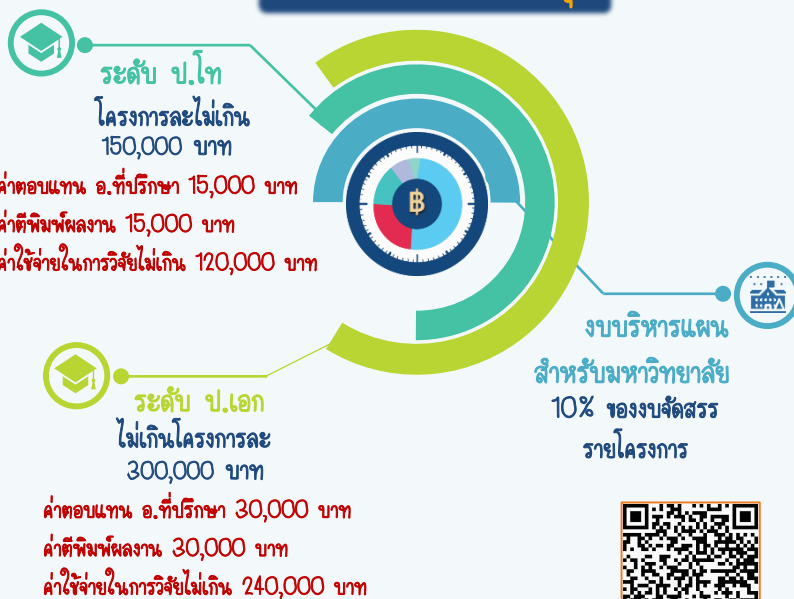 ระดับ ป.โท
โครงการละไม่เกิน
150,000 บาท
ค่าตอบแทน อ.ที่ปรึกษา 15,000 บาท
ค่าตีพิมพ์ผลงาน 15,000 บาท
ค่าใช้จ่ายในการวิจัยไม่เกิน 120,000 บาท
฿
งบบริหารแผน
สำหรับมหาวิทยาลัย
10% ของงบจัดสรร
รายโครงการ
ระดับ ป.เอก
ไม่เกินโครงการละ
300,000 บาท
ค่าตอบแทน อ.ที่ปรึกษา 30,000 บาท
ค่าตีพิมพ์ผลงาน 30,000 บาท
ค่าใช้จ่ายในการวิจัยไม่เกิน 240,000 บาท